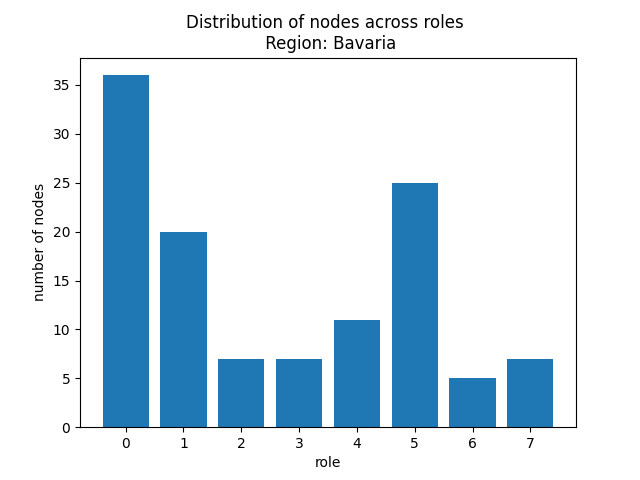 Distribution of nodes across roles
Region: Bavaria
number of nodes
35
30
25
20
15
10
5
0
0 1 2 3 4 5 6 7
role